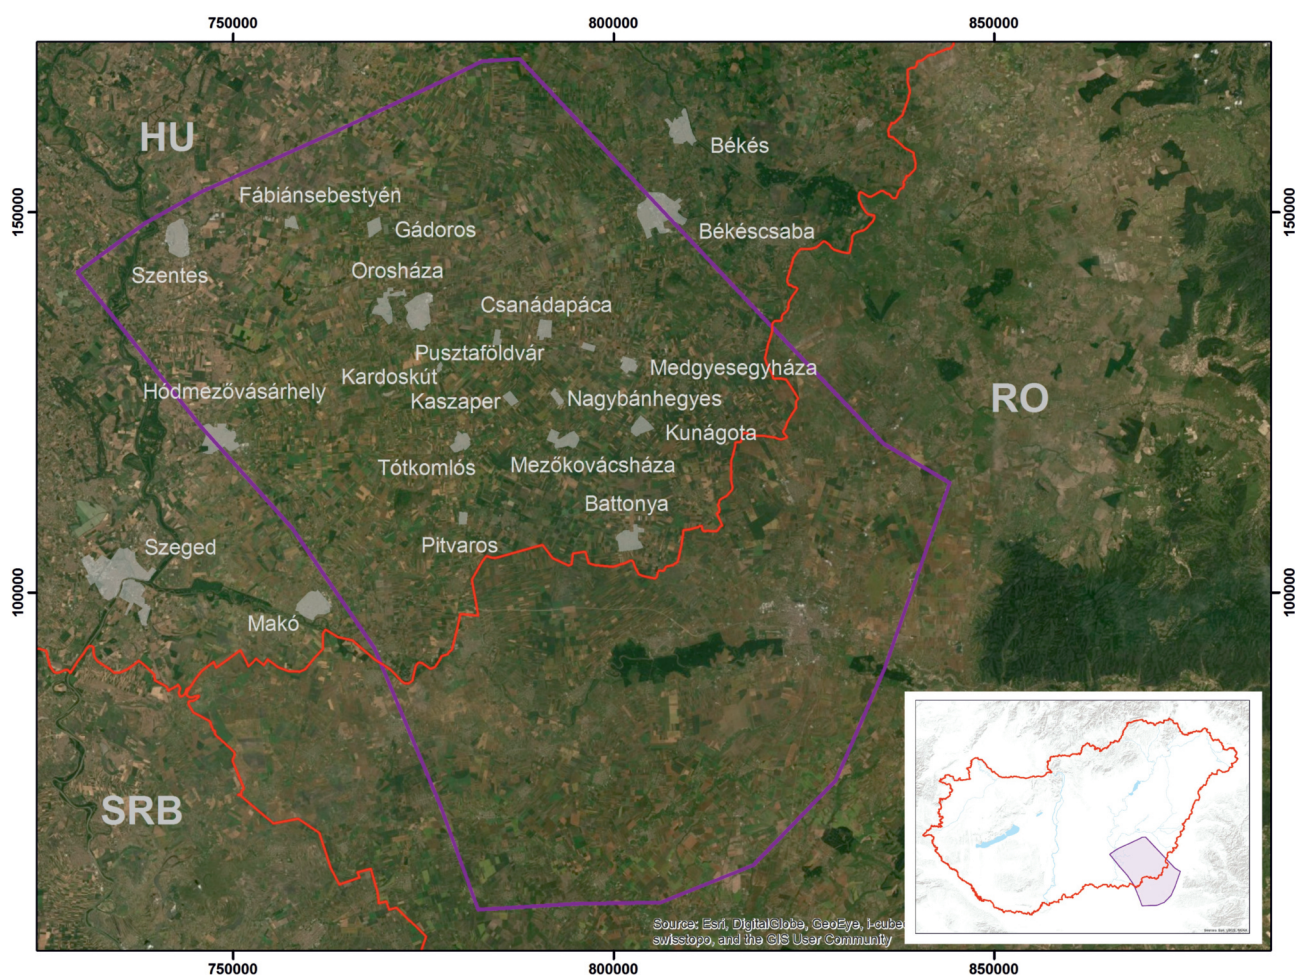 750000
800000
850000
HU
Békés
150000
150000
Fábiánsebestyén
Gádoros
Békéscsaba
Szentes
Orosháza
Csanádapáca
Pusztaföldvár
Medgyesegyháza
Kardoskút
Hódmezővásárhely
Kaszaper
Nagybánhegyes
RO
Kunágota
Tótkomlós
Mezőkovácsháza
Battonya
Szeged
Pitvaros
100000
100000
Makó
SRB
Source: Esri, DigitalGlobe, GeoEye, i-cube
swisstopo, and the GIS User Community
750000
800000
850000